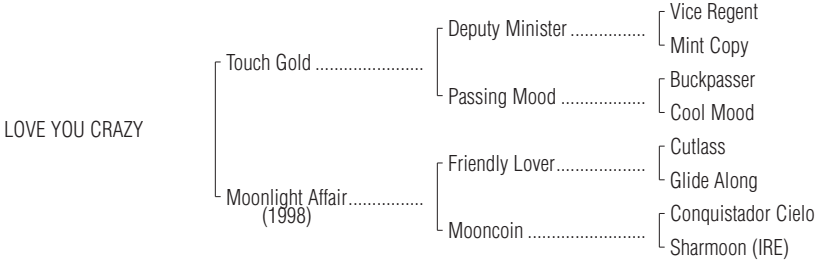 Vice Regent
Deputy Minister ................
Mint Copy
Touch Gold .......................
Buckpasser
Passing Mood ..................
Cool Mood
LOVE YOU CRAZY
Cutlass
Friendly Lover...................
Glide Along
Moonlight Affair................
(1998)
Conquistador Cielo
Mooncoin .........................
Sharmoon (IRE)